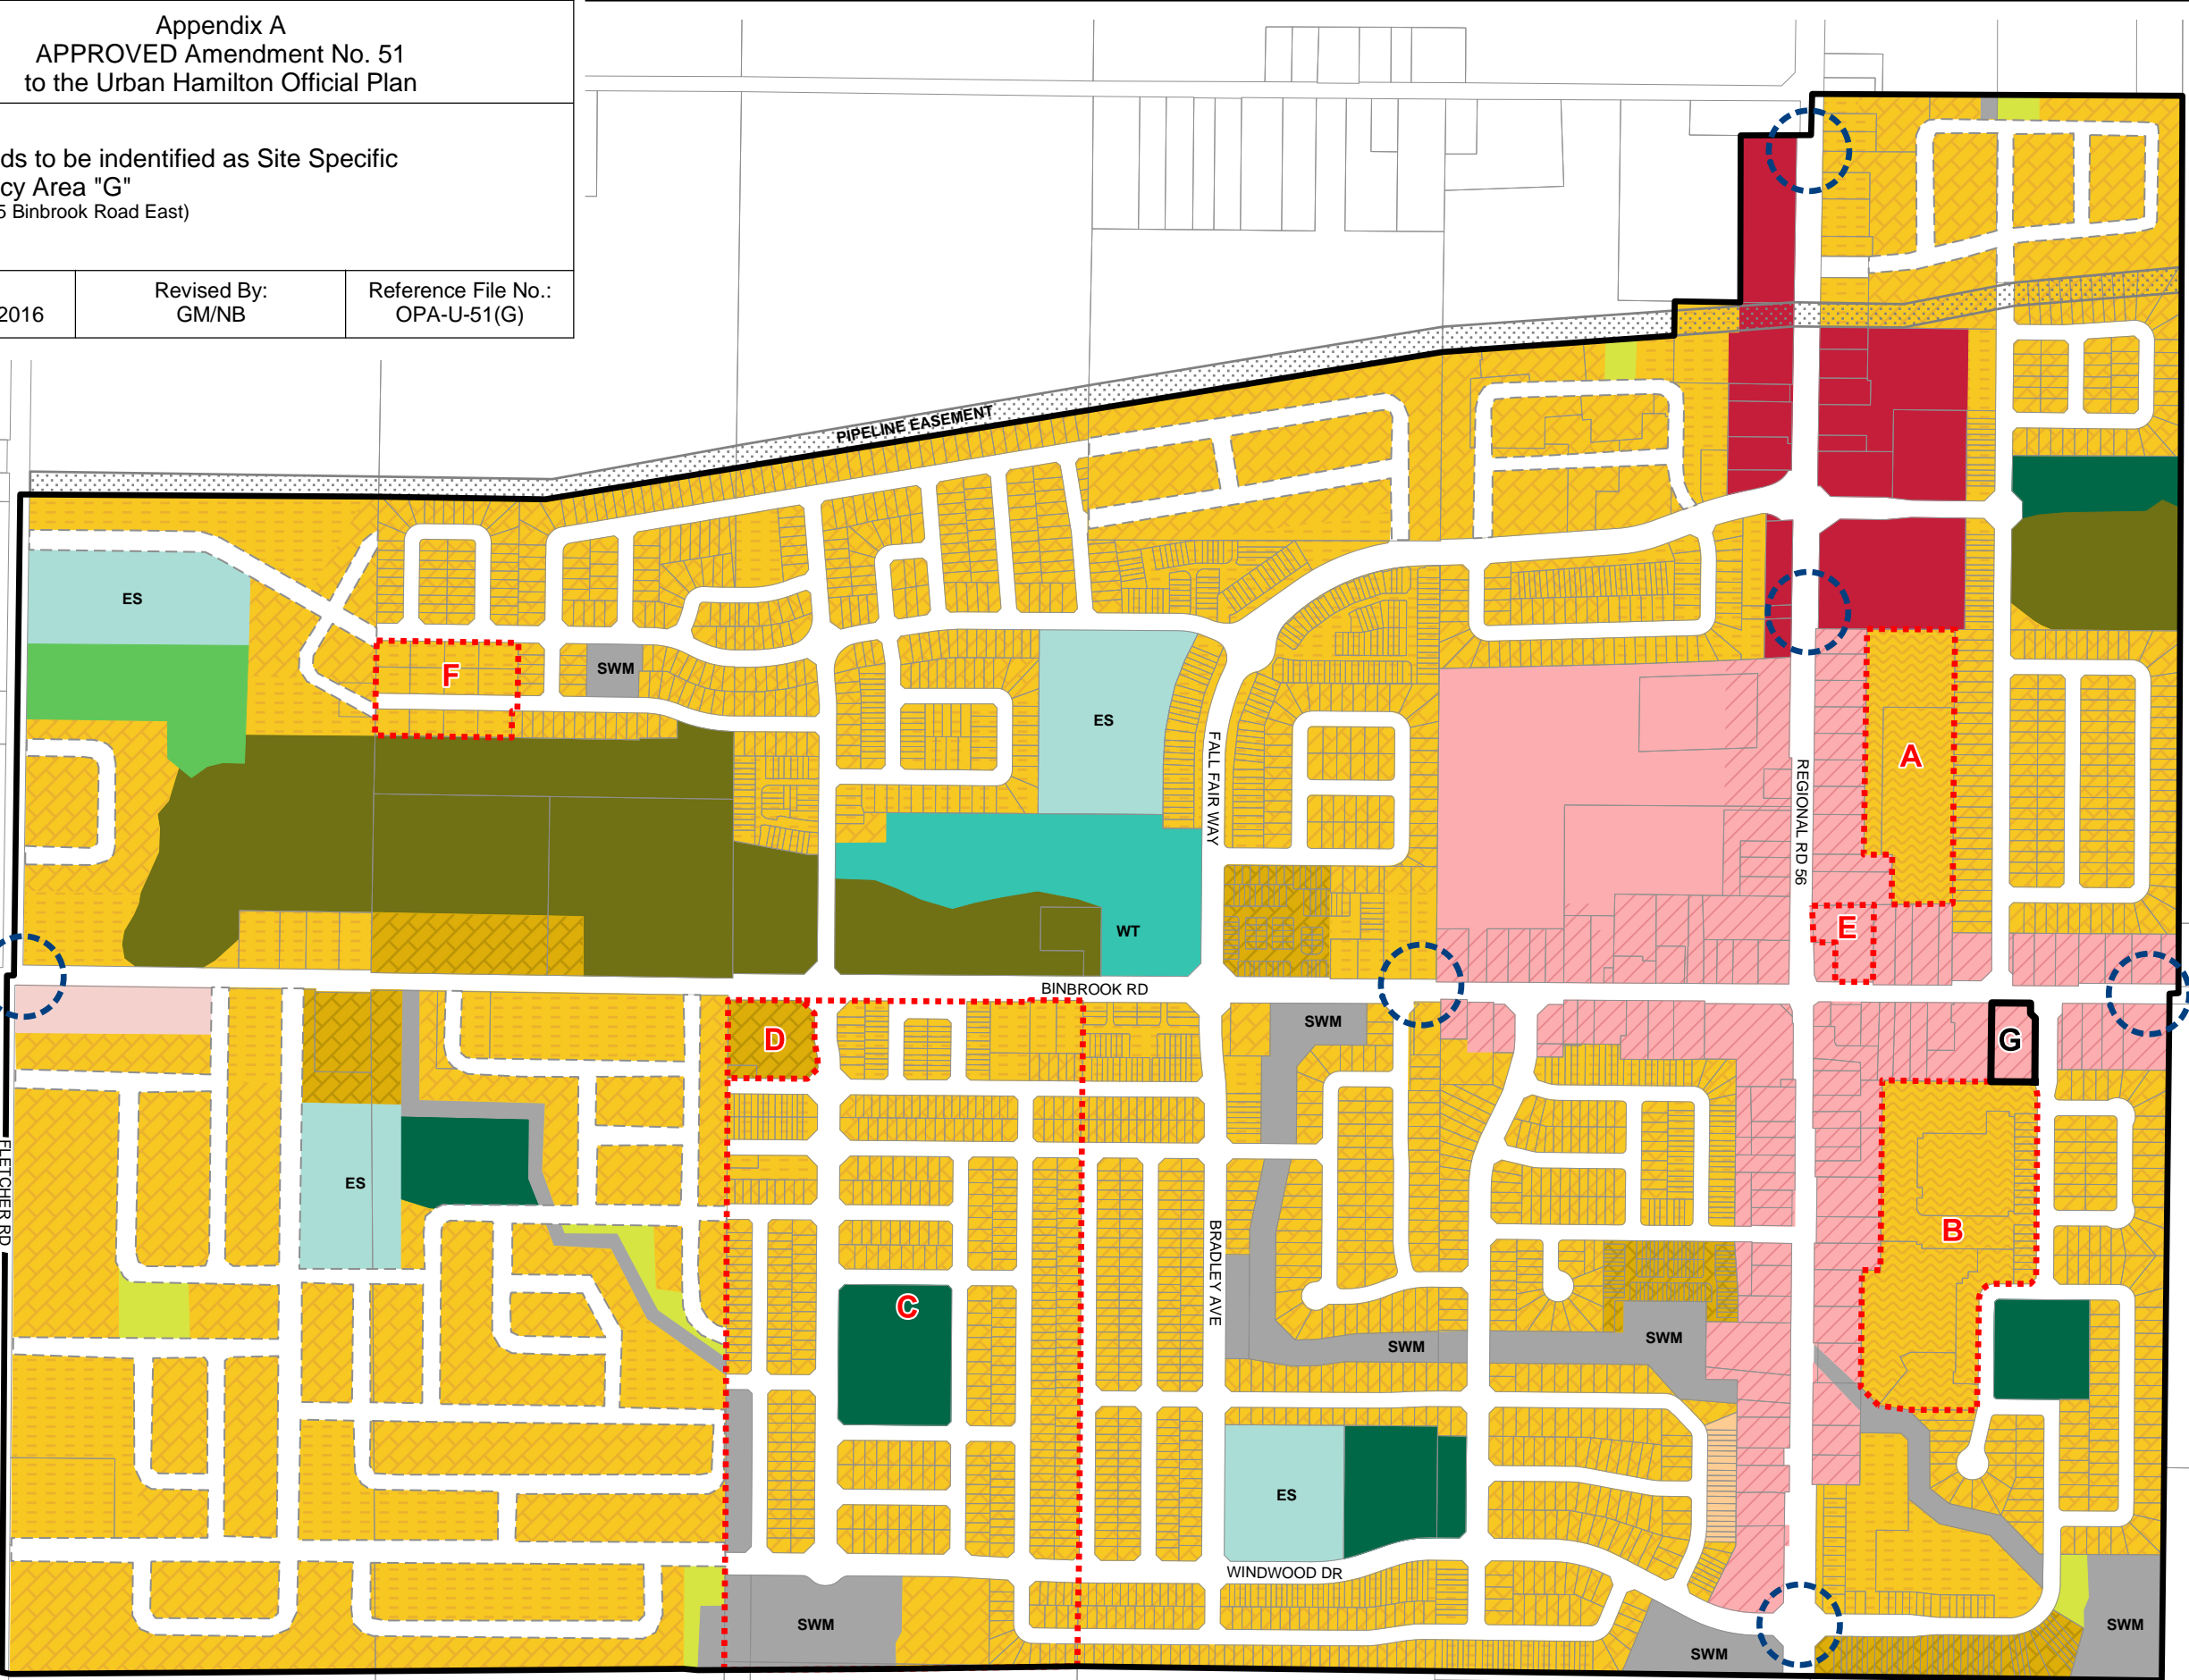 Appendix A
APPROVED Amendment No. 51
to the Urban Hamilton Official Plan
ds to be indentified as Site Specific
cy Area "G"
5 Binbrook Road East)
2016
Revised By:
GM/NB
Reference File No.:
OPA-U-51(G)
PIPELINE EASEMENT
ES
F
SWM
ES
FALL FAIR WAY
REGIONAL RD 56
A
E
WT
BINBROOK RD
D
SWM
G
FLETCHER RD
ES
BRADLEY AVE
B
C
SWM
SWM
ES
WINDWOOD DR
SWM
SWM
SWM